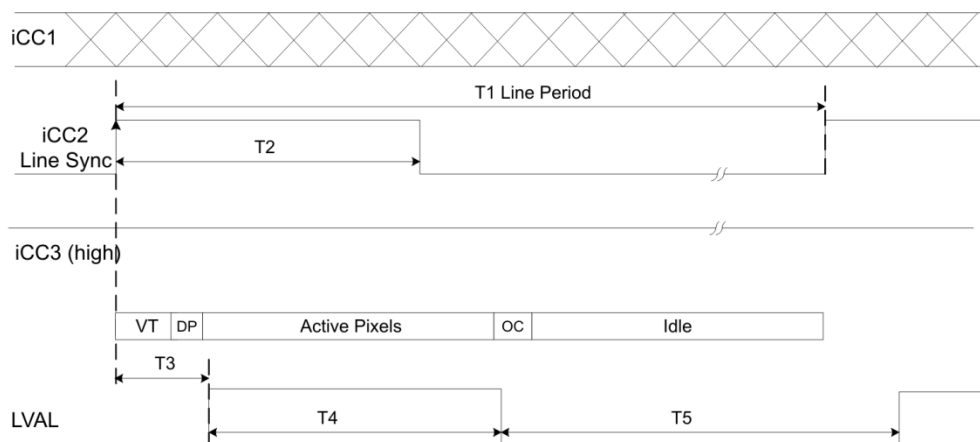 iCC1
T1 Line Period
iCC2
Line Sync
T2
iCC3 (high)
VT DP Active Pixels OC Idle
T3
LVAL
T4
T5